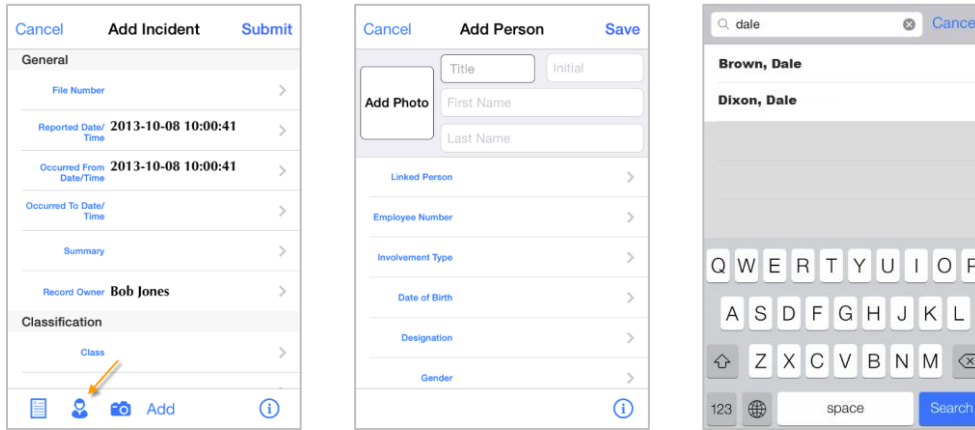 Cancel Add Incident Submit
General
File Number
Reported Date/
Time
2013-10-08 10:00:41
Occurred From
Date/Time
2013-10-08 10:00:41
Occurred To Date/
Time
Summary
Record Owner Bob Jones
Classification
Class
Add
Cancel Add Person Save
Add Photo
Title
Initial
First Name
Last Name
Linked Person
Employee Number
Involvement Type
Date of Birth
Designation
Gender
dale Cance
Brown, Dale
Dixon, Dale
Q W E R T Y U I O P
A S D F G H J K L
Z X C V B N M
123 space Search